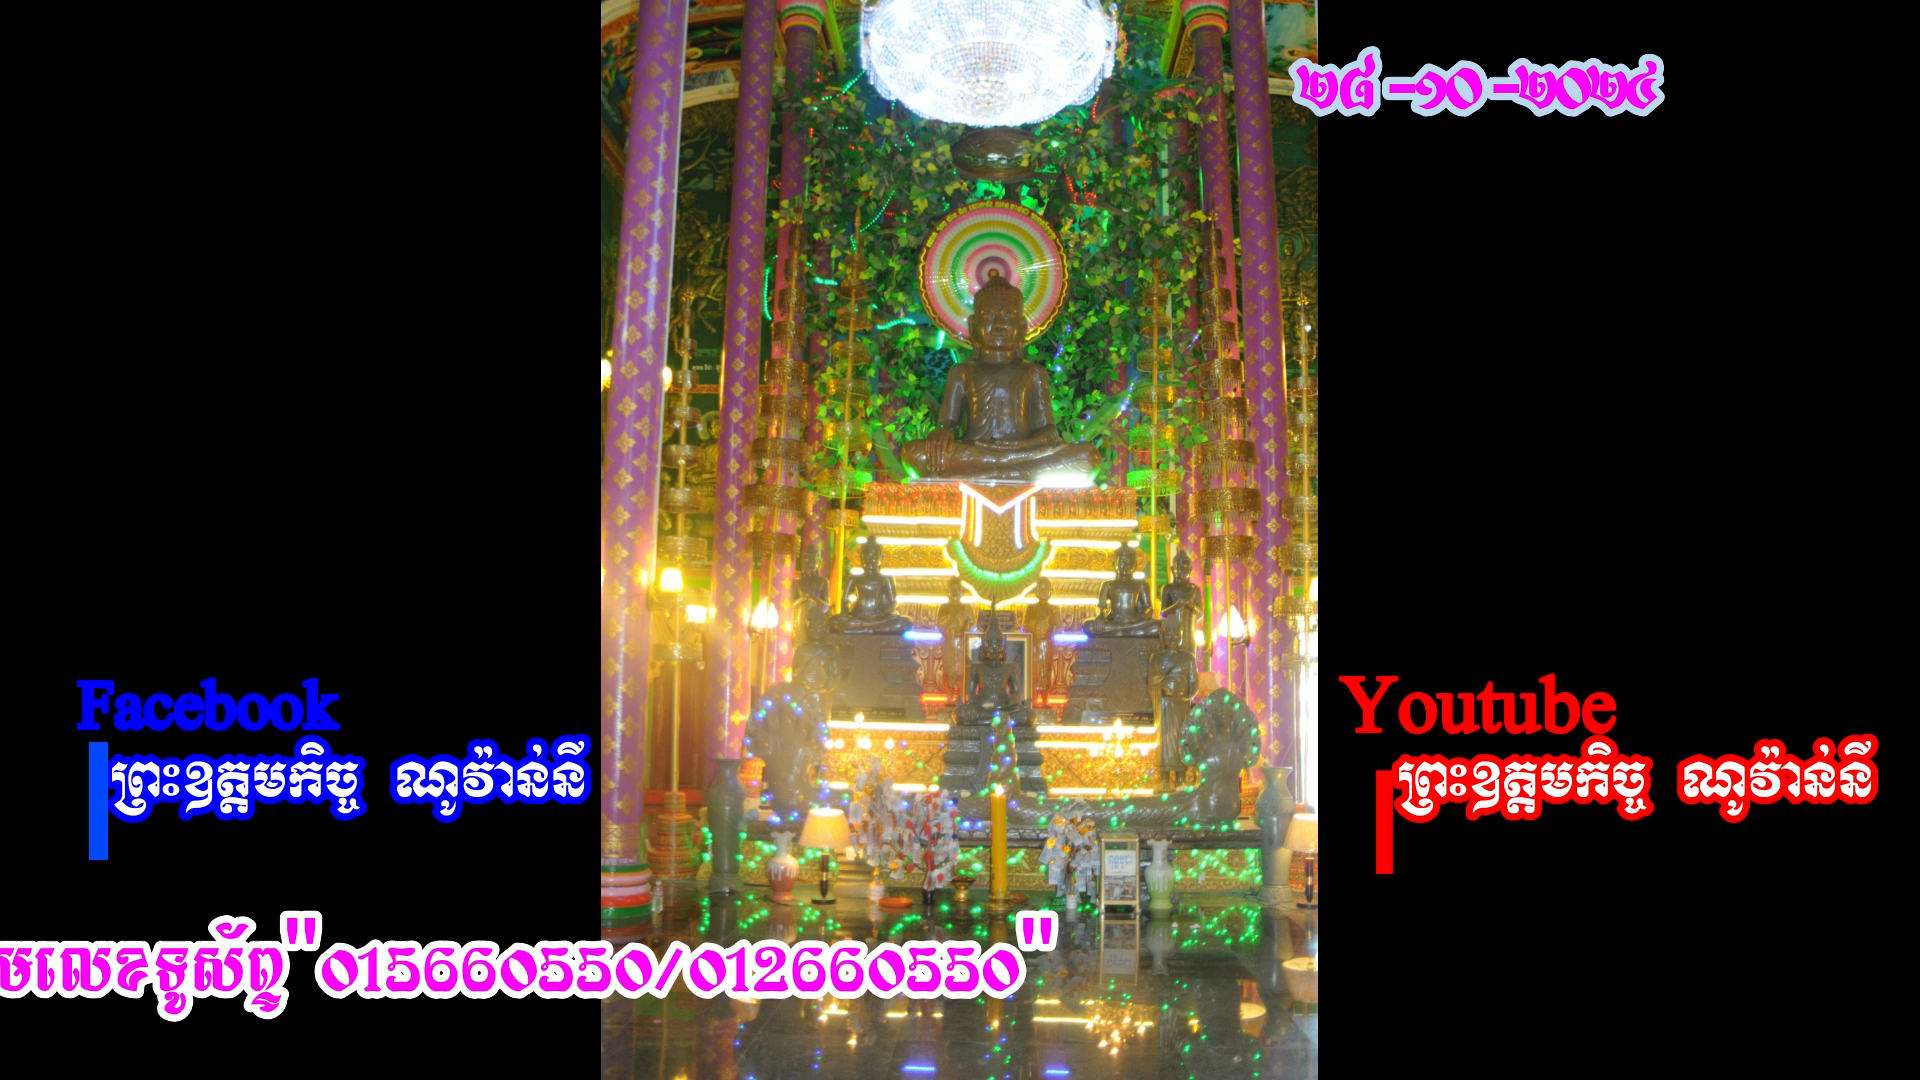 ២៨-១០-២០២៤
Facebook
ព្រះឧត្តមកិច្ច ណូវ៉ាន់នី
Youtube
ព្រះឧត្តមកិច្ច ណូវ៉ាន់នី
មលេខទូរស័ព្ទ"015660550/012660550"